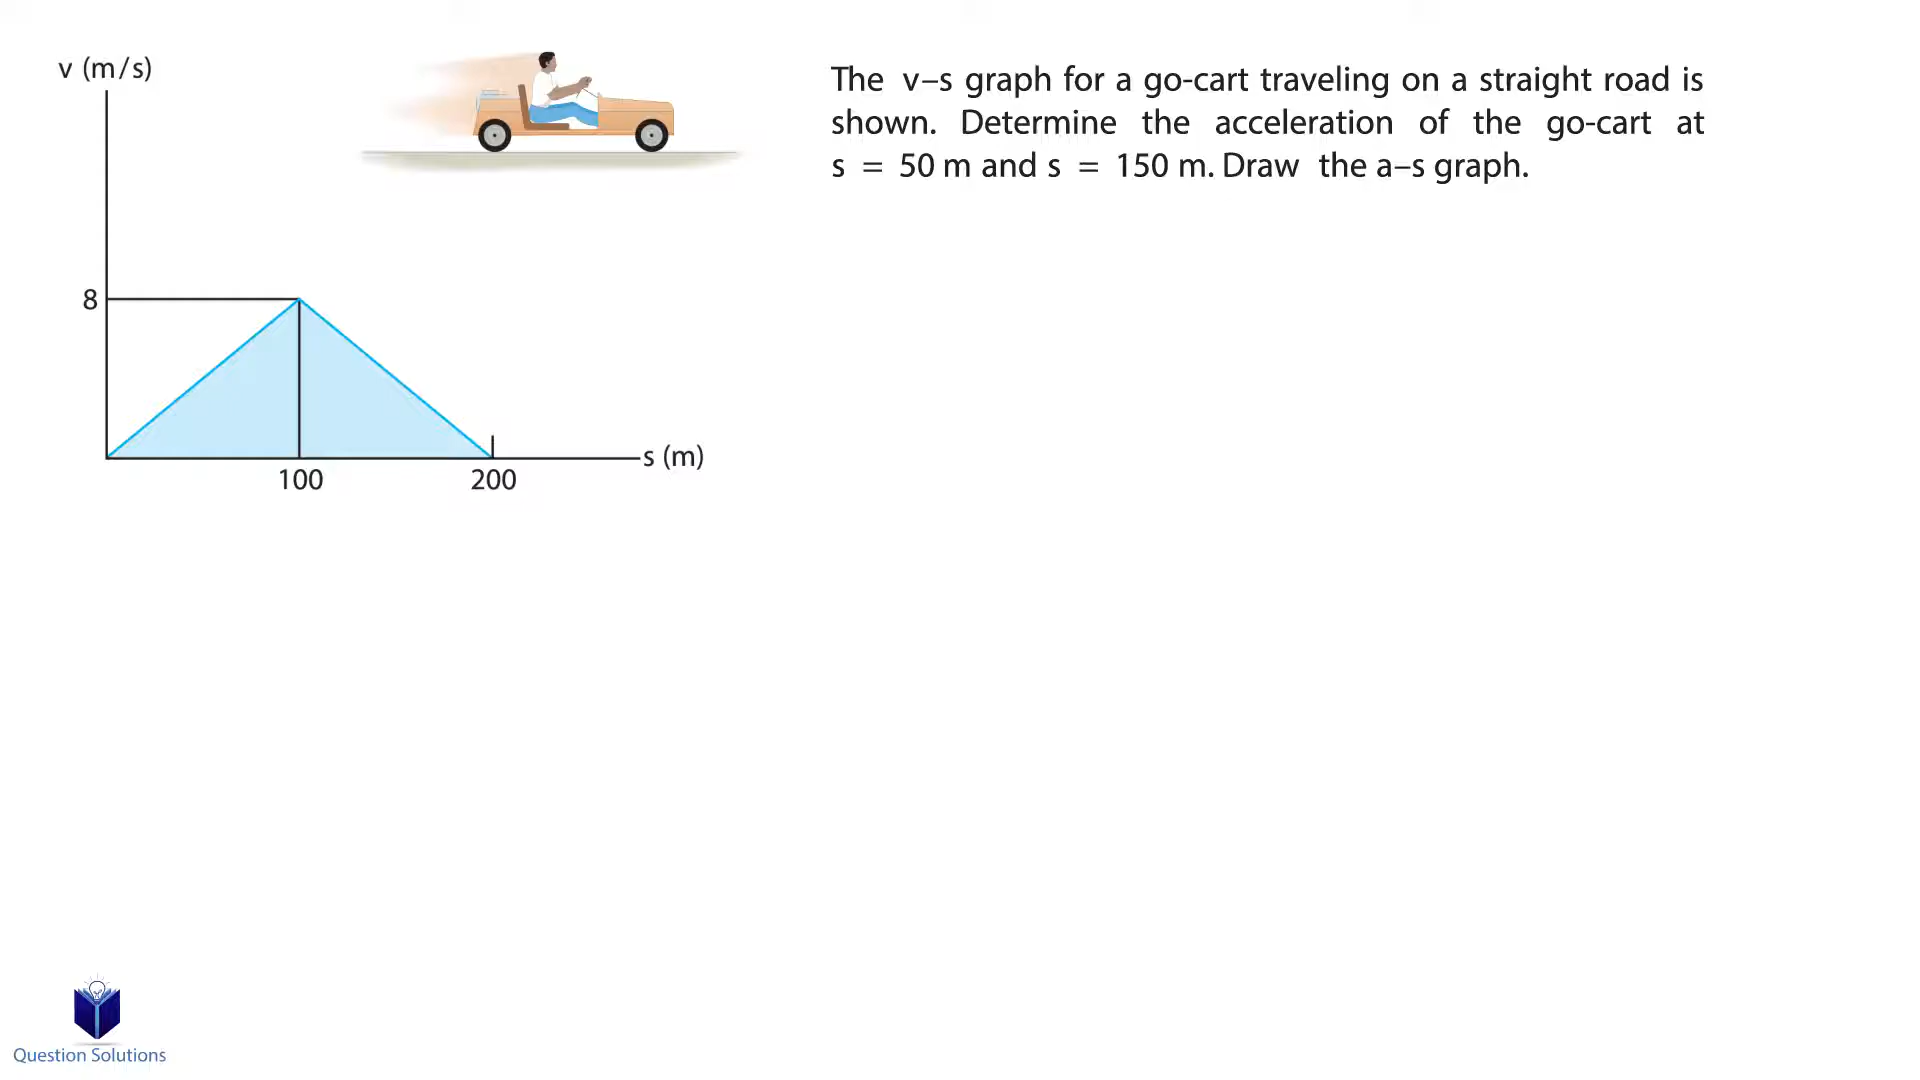 v (m/s)
The v–s graph for a go-cart traveling on a straight road is
shown. Determine the acceleration of the go-cart at
s = 50 m and s = 150 m. Draw the a–s graph.
8
s (m)
100
200
Question Solutions